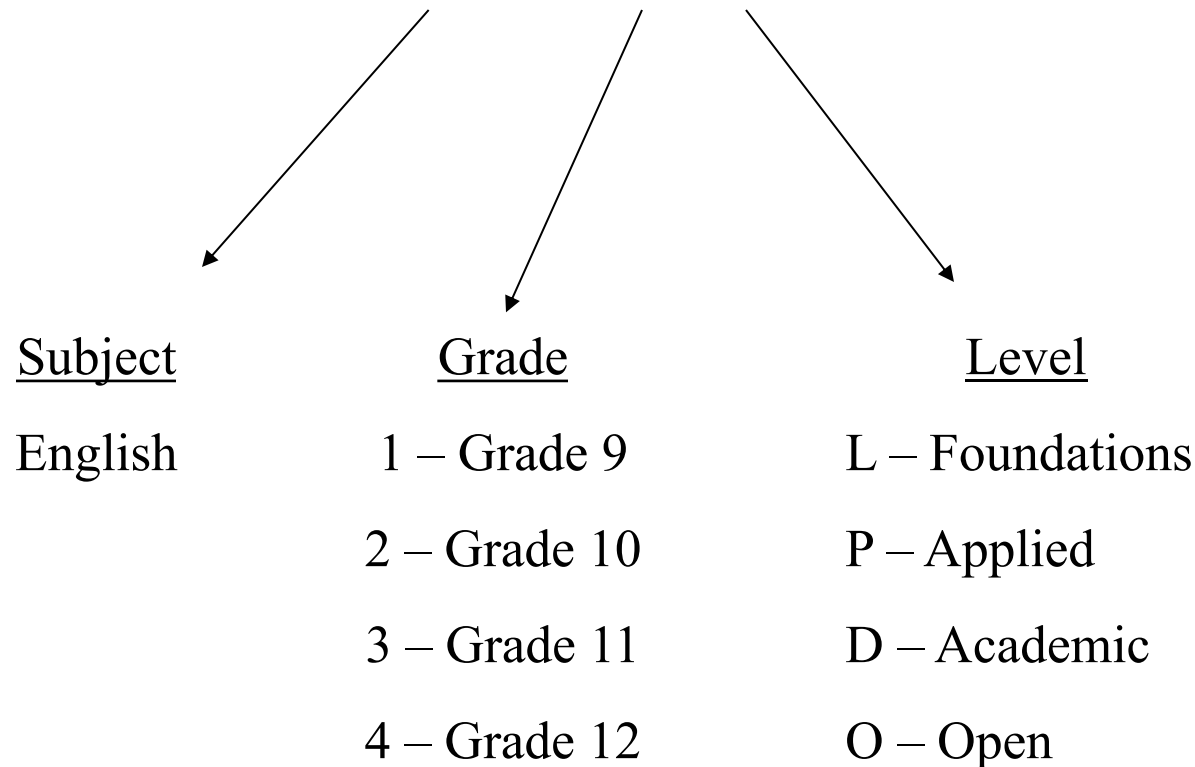 Subject Grade Level
English 1 – Grade 9 L – Foundations
2 – Grade 10 P – Applied
3 – Grade 11 D – Academic
4 – Grade 12 O – Open